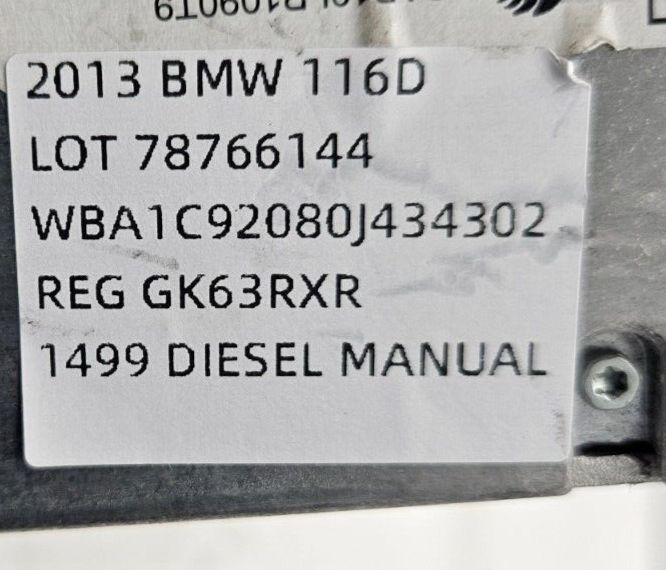 2013 BMW 116D
LOT 78766144
WBA1C92080J434302
REG GK63RXR
1499 DIESEL MANUAL